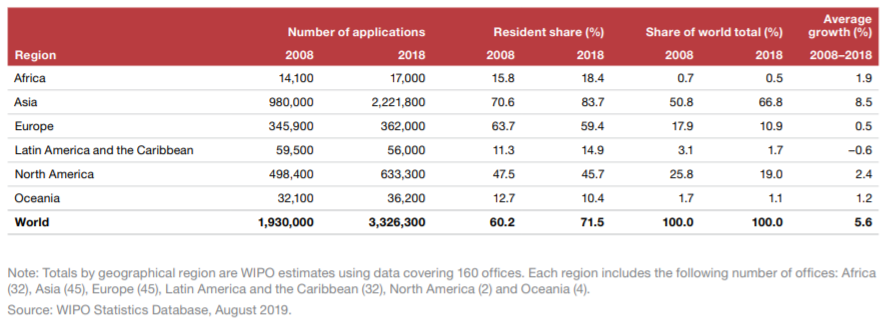 Number of applications Resident share (%) Share of world total (%) Average growth (%)
Region 2008 2018 2008 2018 2008 2018 2008–2018
Africa 14,100 17,000 15.8 18.4 0.7 0.5 1.9
Asia 980,000 2,221,800 70.6 83.7 50.8 66.8 8.5
Europe 345,900 362,000 63.7 59.4 17.9 10.9 0.5
Latin America and the Caribbean 59,500 56,000 11.3 14.9 3.1 1.7 –0.6
North America 498,400 633,300 47.5 45.7 25.8 19.0 2.4
Oceania 32,100 36,200 12.7 10.4 1.7 1.1 1.2
World 1,930,000 3,326,300 60.2 71.5 100.0 100.0 5.6
Note: Totals by geographical region are WIPO estimates using data covering 160 offices. Each region includes the following number of offices: Africa
(32), Asia (45), Europe (45), Latin America and the Caribbean (32), North America (2) and Oceania (4).
Source: WIPO Statistics Database, August 2019.